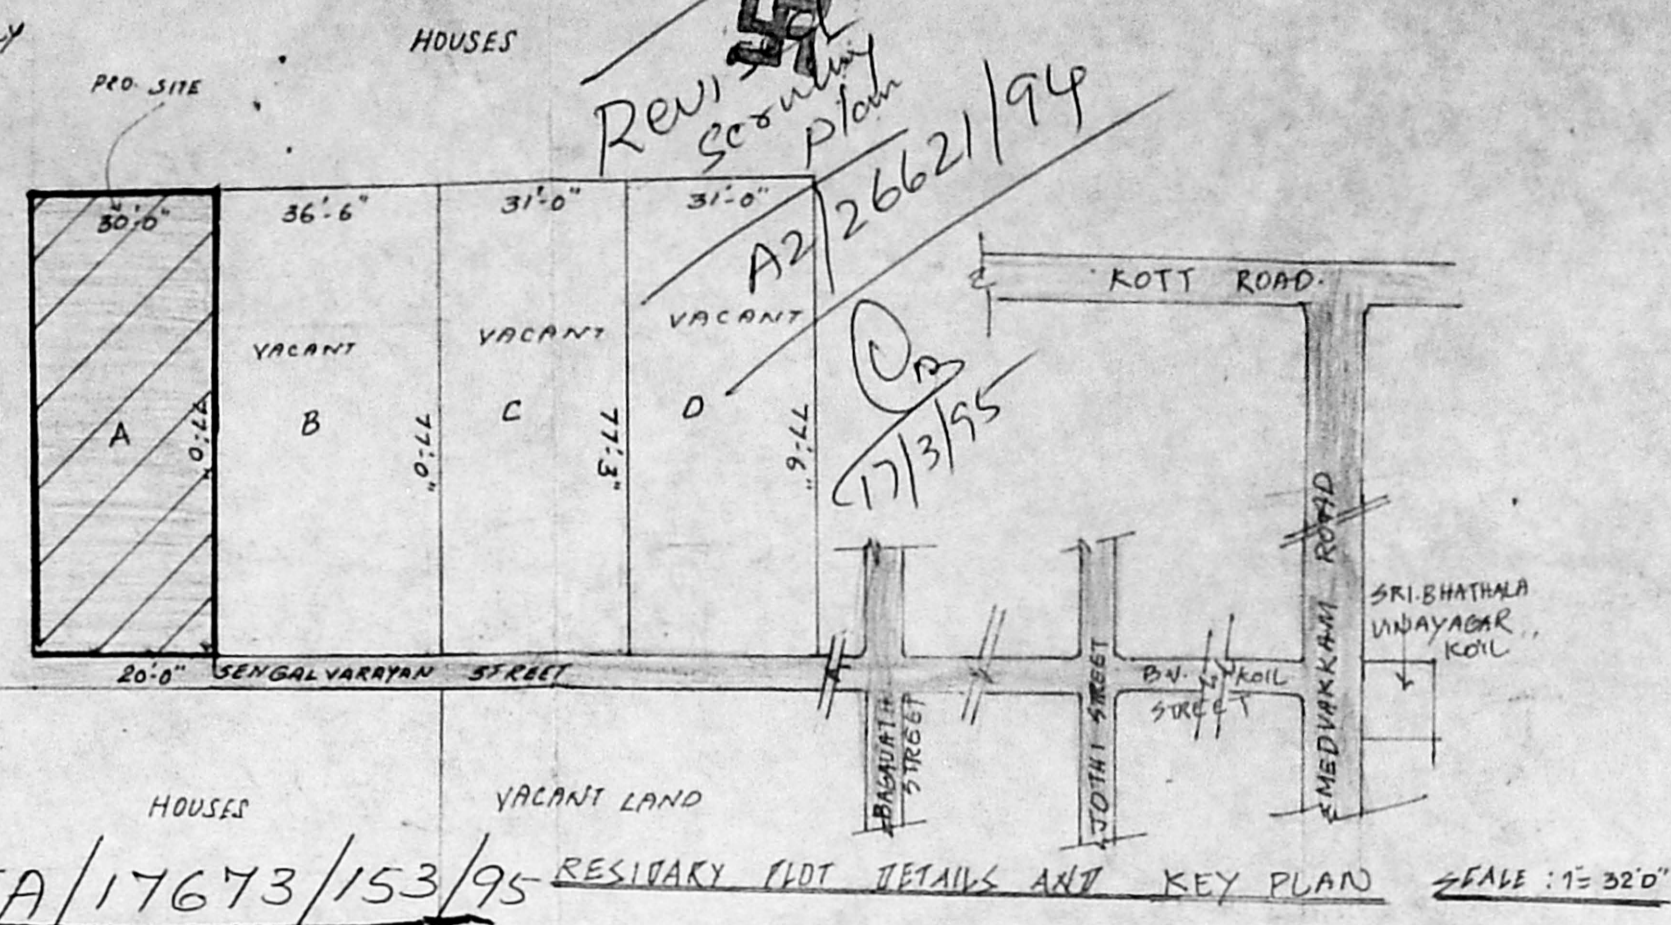 HOUSES
PRO. SITE
Revised
scrutiny
plan
A2/26621/94
30'-0"
36'-6"
31'-0"
31'-0"
VACANT
VACANT
VACANT
A
B
C
D
77'-0"
77'-0"
77'-3"
77'-6"
17/3/95
KOTT ROAD.
MEDVAKKAM ROAD
SRI.BHATHALA
VINAYAGAR
KOIL
20'-0" SENGALVARAYAN STREET
BAGAVATH
STREET
JOTHI STREET
B.V. KOIL
STREET
HOUSES
VACANT LAND
A/17673/153/95
RESIDARY PLOT DETAILS AND KEY PLAN
SCALE : 1"= 32'0"